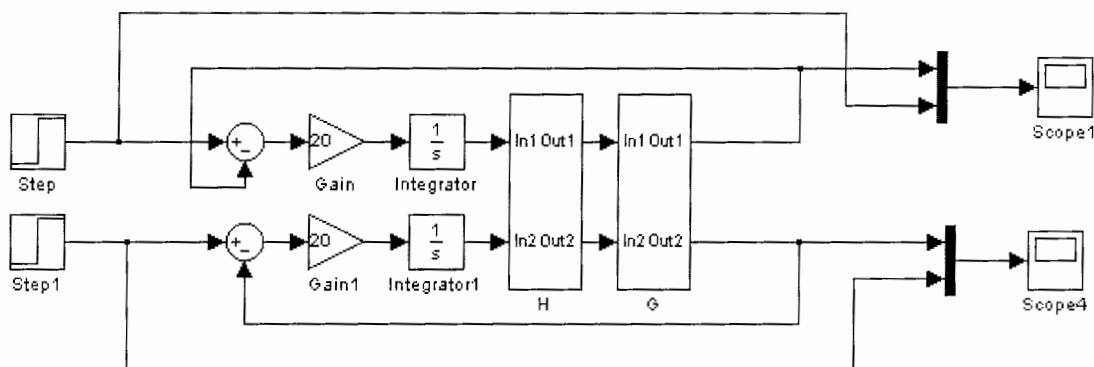 Scope1
Step
+
−
20
Gain
1
s
Integrator
In1 Out1
In1 Out1
In2 Out2
In2 Out2
H
G
Step1
+
−
20
Gain1
1
s
Integrator1
Scope4